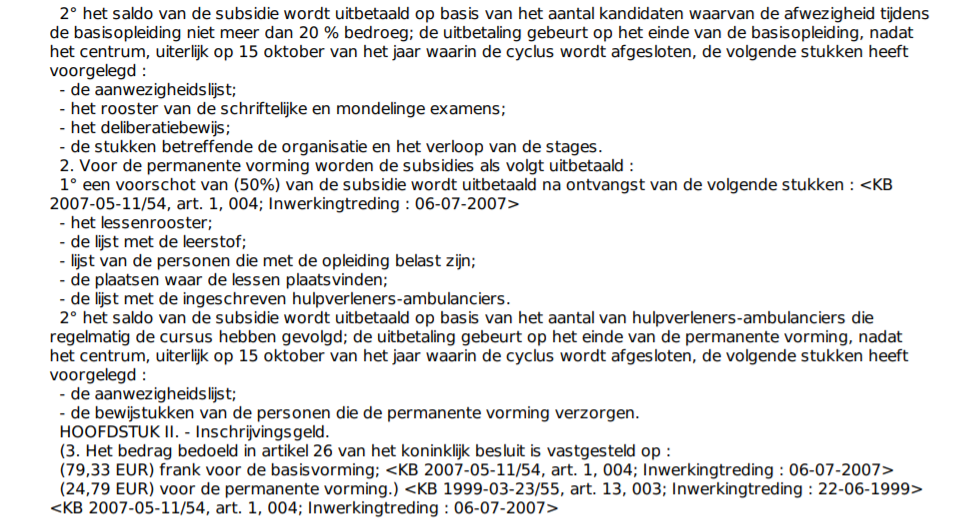 2° het saldo van de subsidie wordt uitbetaald op basis van het aantal kandidaten waarvan de afwezigheid tijdens
de basisopleiding niet meer dan 20 % bedroeg; de uitbetaling gebeurt op het einde van de basisopleiding, nadat
het centrum, uiterlijk op 15 oktober van het jaar waarin de cyclus wordt afgesloten, de volgende stukken heeft
voorgelegd :
- de aanwezigheidslijst;
- het rooster van de schriftelijke en mondelinge examens;
- het deliberatiebewijs;
- de stukken betreffende de organisatie en het verloop van de stages.
2. Voor de permanente vorming worden de subsidies als volgt uitbetaald :
1° een voorschot van (50%) van de subsidie wordt uitbetaald na ontvangst van de volgende stukken : <KB
2007-05-11/54, art. 1, 004; Inwerkingtreding : 06-07-2007>
- het lessenrooster;
- de lijst met de leerstof;
- lijst van de personen die met de opleiding belast zijn;
- de plaatsen waar de lessen plaatsvinden;
- de lijst met de ingeschreven hulpverleners-ambulanciers.
2° het saldo van de subsidie wordt uitbetaald op basis van het aantal van hulpverleners-ambulanciers die
regelmatig de cursus hebben gevolgd; de uitbetaling gebeurt op het einde van de permanente vorming, nadat
het centrum, uiterlijk op 15 oktober van het jaar waarin de cyclus wordt afgesloten, de volgende stukken heeft
voorgelegd :
- de aanwezigheidslijst;
- de bewijstukken van de personen die de permanente vorming verzorgen.
HOOFDSTUK II. - Inschrijvingsgeld.
(3. Het bedrag bedoeld in artikel 26 van het koninklijk besluit is vastgesteld op :
(79,33 EUR) frank voor de basisvorming; <KB 2007-05-11/54, art. 1, 004; Inwerkingtreding : 06-07-2007>
(24,79 EUR) voor de permanente vorming.) <KB 1999-03-23/55, art. 13, 003; Inwerkingtreding : 22-06-1999>
<KB 2007-05-11/54, art. 1, 004; Inwerkingtreding : 06-07-2007>